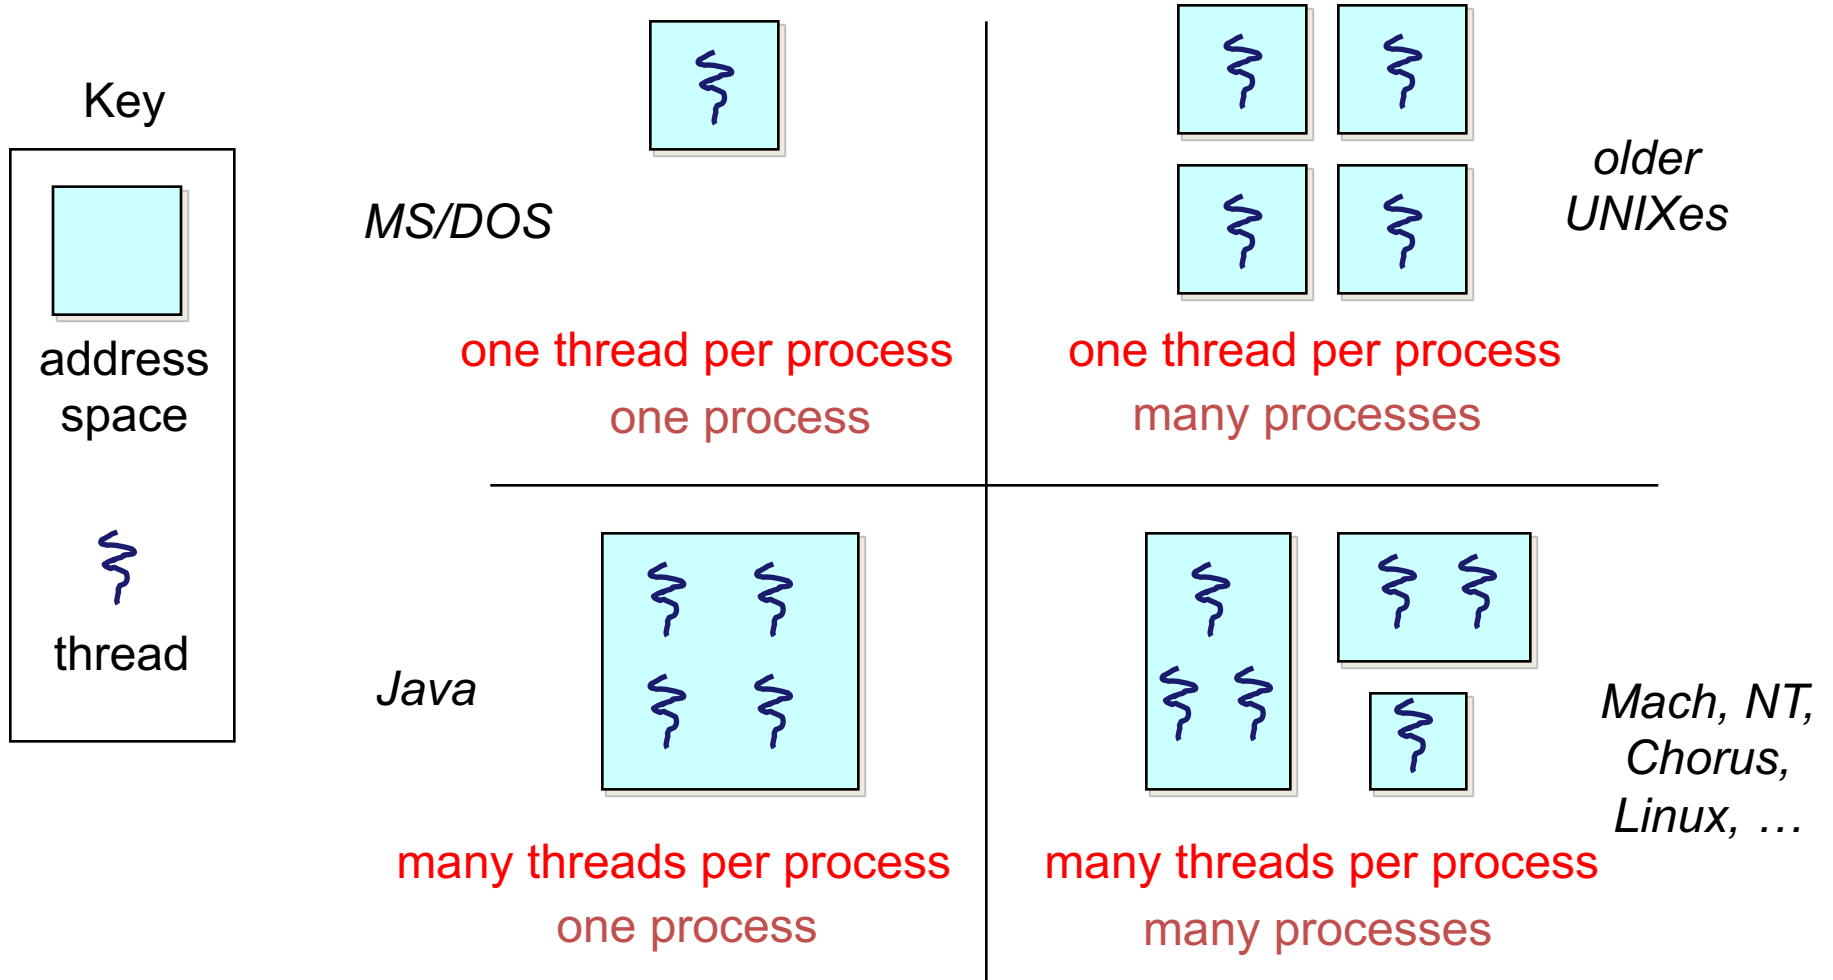 Key
address
space
thread
MS/DOS
one thread per process
one process
older
UNIXes
one thread per process
many processes
Java
many threads per process
one process
Mach, NT,
Chorus,
Linux, …
many threads per process
many processes